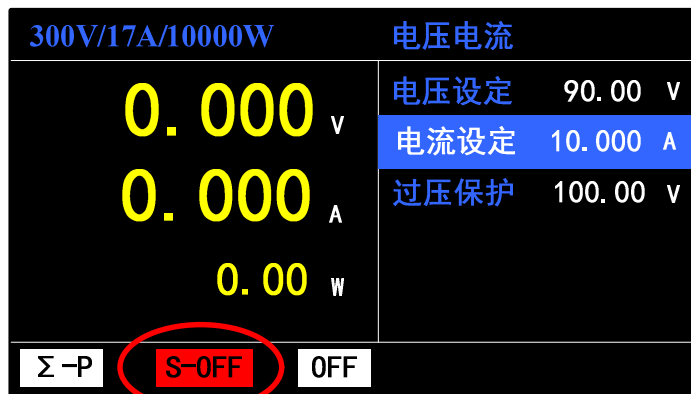 300V/17A/10000W
电压电流
0.000 V
0.000 A
0.00 W
电压设定 90.00 V
电流设定 10.000 A
过压保护 100.00 V
Σ-P S-OFF OFF